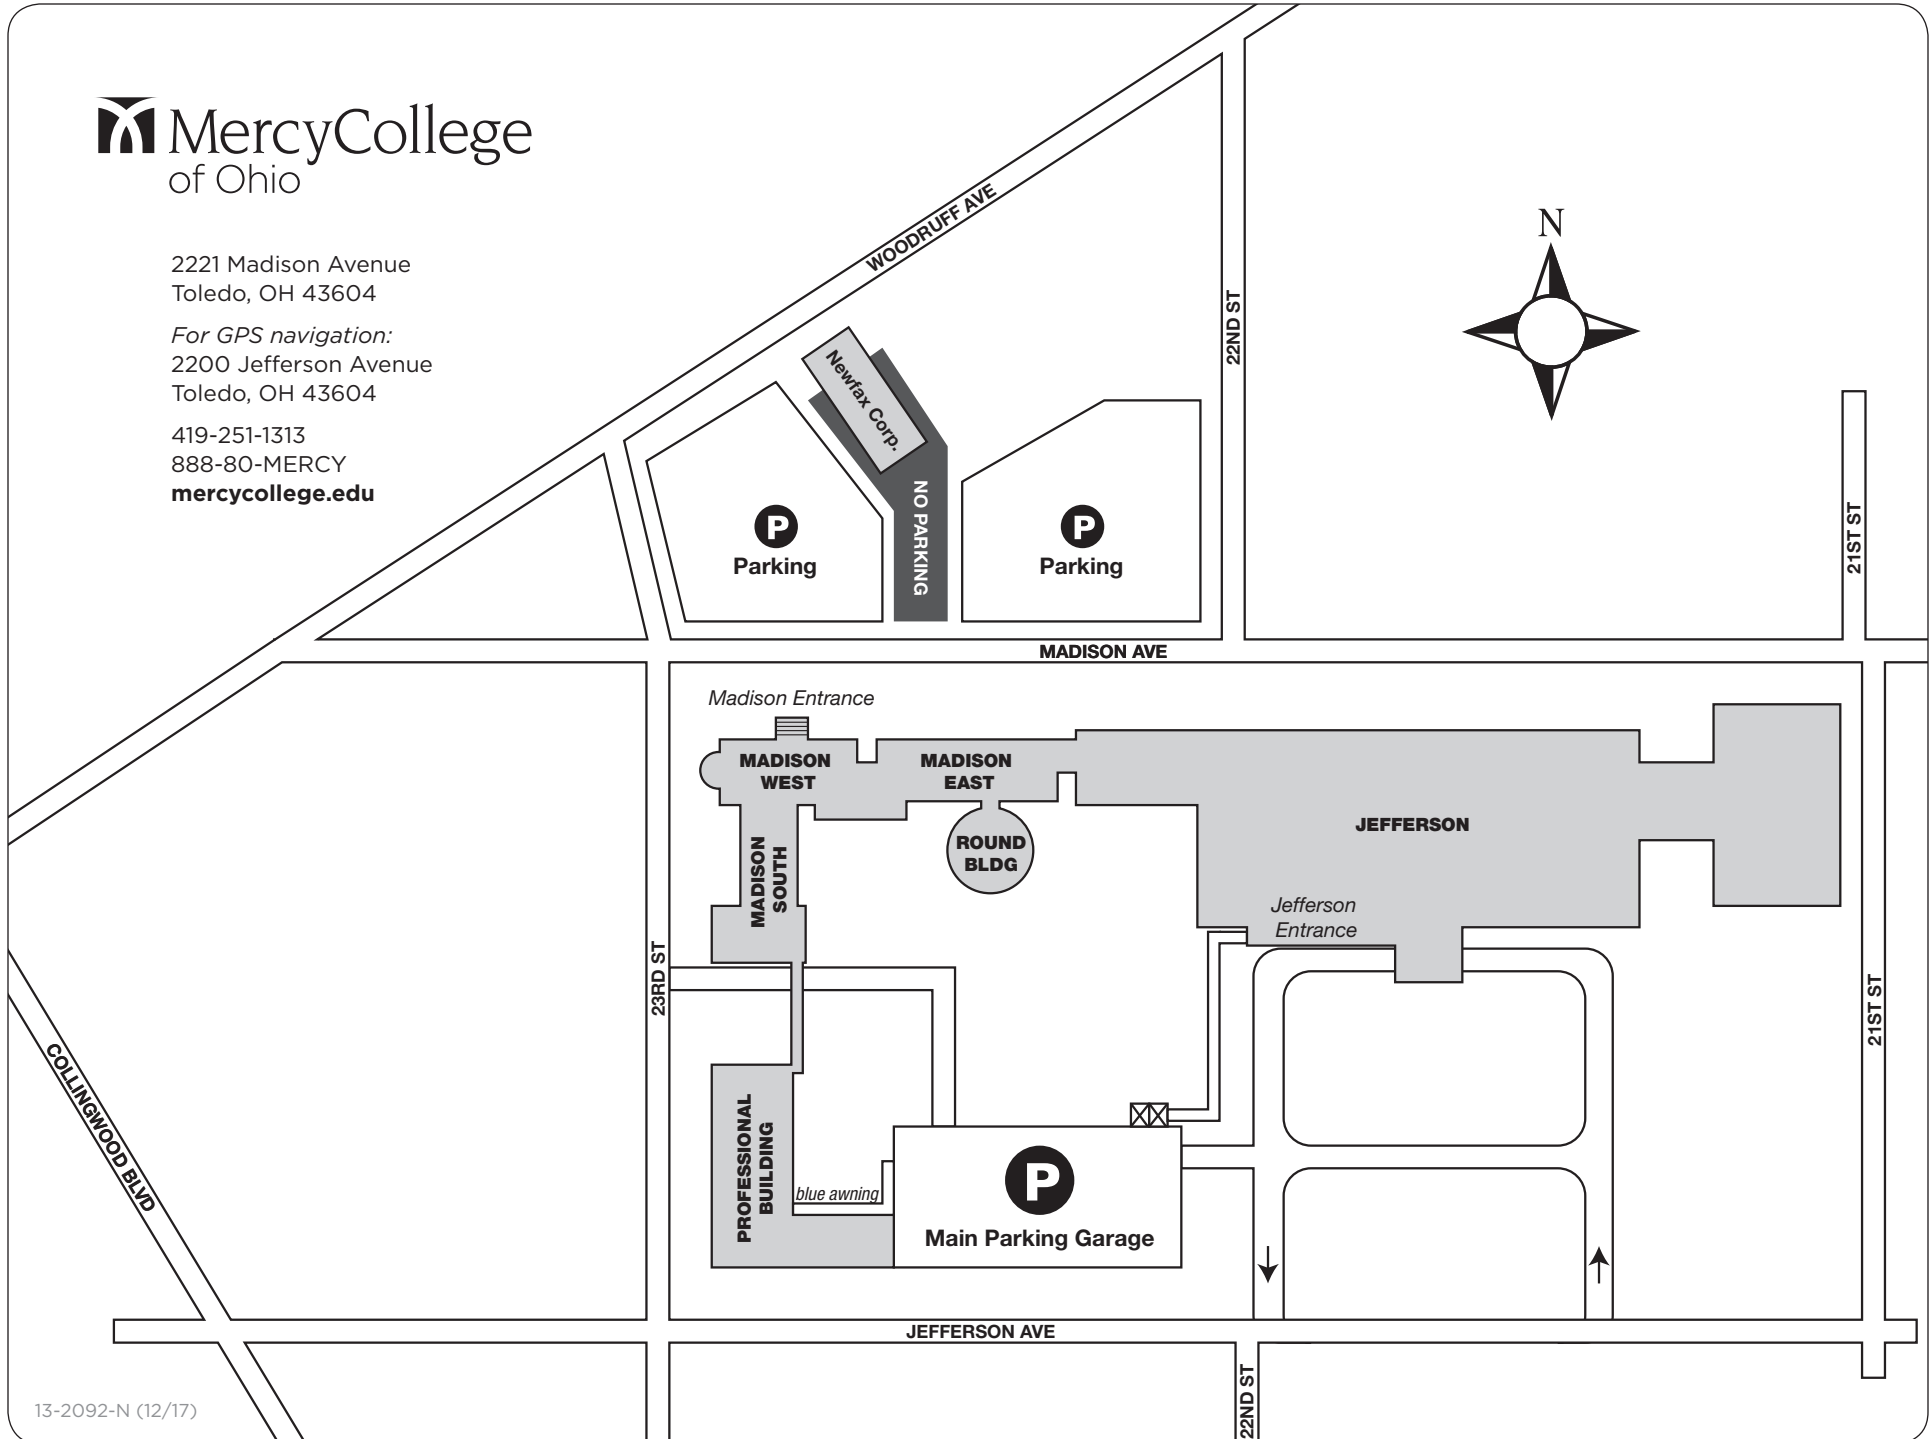 MercyCollege
of Ohio
2221 Madison Avenue
Toledo, OH 43604
For GPS navigation:
2200 Jefferson Avenue
Toledo, OH 43604
419-251-1313
888-80-MERCY
mercycollege.edu
WOODRUFF AVE
N
22ND ST
Newfax Corp.
NO PARKING
P
Parking
P
Parking
21ST ST
MADISON AVE
Madison Entrance
MADISON
WEST
MADISON
EAST
JEFFERSON
ROUND
BLDG
MADISON
SOUTH
Jefferson
Entrance
23RD ST
21ST ST
COLLINGWOOD BLVD
PROFESSIONAL
BUILDING
blue awning
P
Main Parking Garage
JEFFERSON AVE
22ND ST
13-2092-N (12/17)